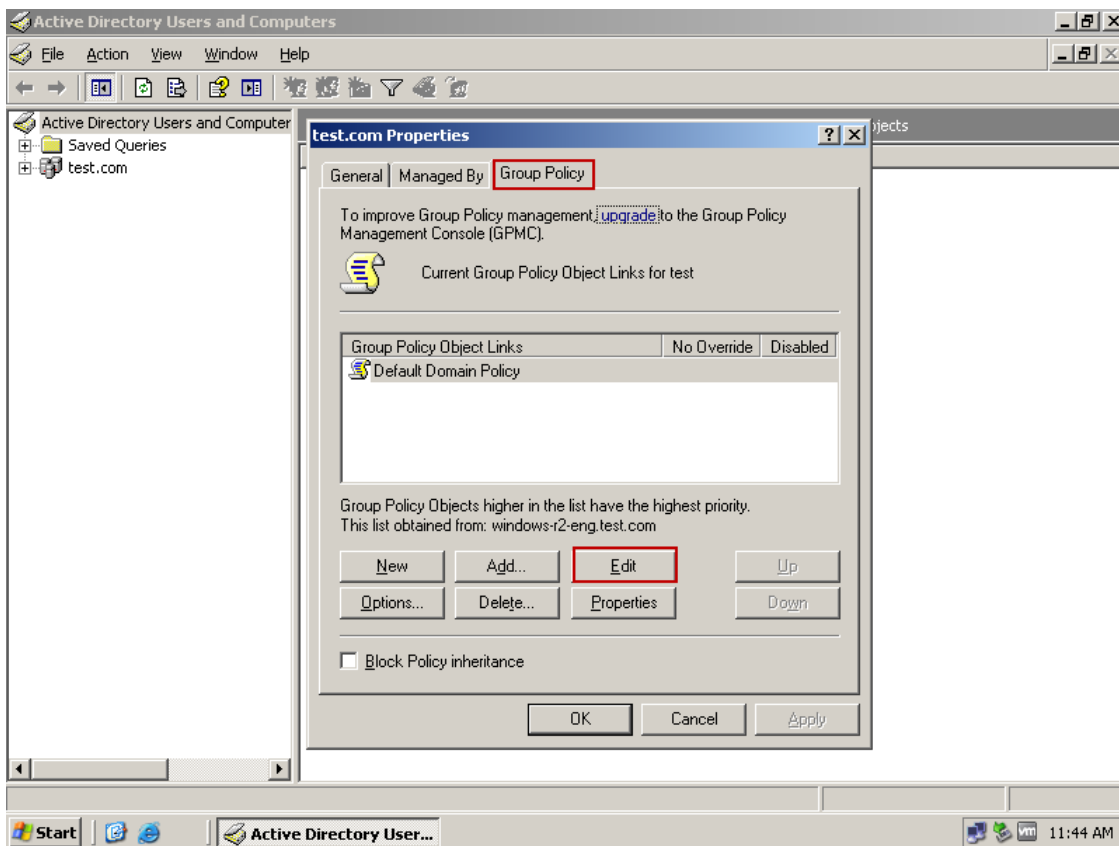 Active Directory Users and Computers
File Action View Window Help
Active Directory Users and Computer
Saved Queries
test.com
jects
test.com Properties
General Managed By Group Policy
To improve Group Policy management, upgrade to the Group Policy
Management Console (GPMC).
Current Group Policy Object Links for test
Group Policy Object Links No Override Disabled
Default Domain Policy
Group Policy Objects higher in the list have the highest priority.
This list obtained from: windows-r2-eng.test.com
New Add... Edit Up
Options... Delete... Properties Down
Block Policy inheritance
OK Cancel Apply
Start Active Directory User... vm 11:44 AM